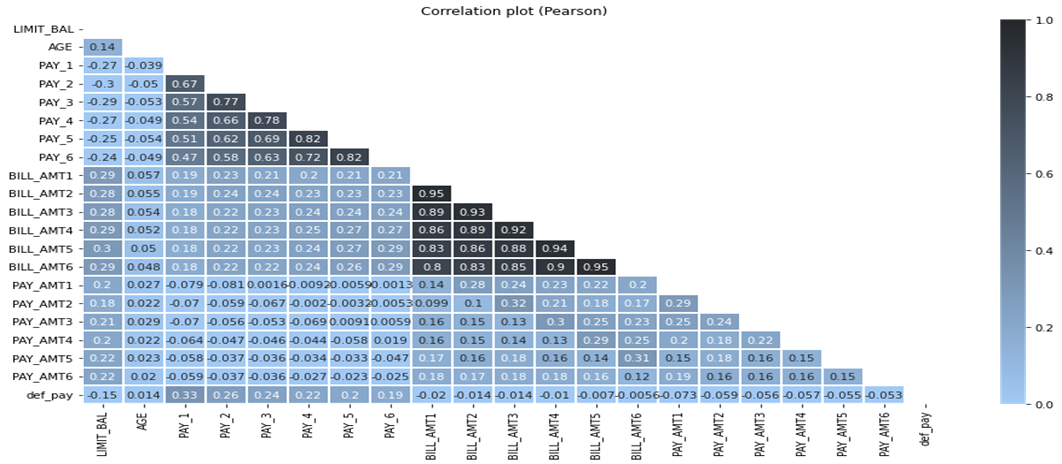 Correlation plot (Pearson)
LIMIT_BAL
AGE 0.14
PAY_1 -0.27 -0.039
PAY_2 -0.3 -0.05 0.67
PAY_3 -0.29 -0.053 0.57 0.77
PAY_4 -0.27 -0.049 0.54 0.66 0.78
PAY_5 -0.25 -0.054 0.51 0.62 0.69 0.82
PAY_6 -0.24 -0.049 0.47 0.58 0.63 0.72 0.82
BILL_AMT1 0.29 0.057 0.19 0.23 0.21 0.2 0.21 0.21
BILL_AMT2 0.28 0.055 0.19 0.24 0.24 0.23 0.23 0.23 0.95
BILL_AMT3 0.28 0.054 0.18 0.22 0.23 0.24 0.24 0.24 0.89 0.93
BILL_AMT4 0.29 0.052 0.18 0.22 0.23 0.25 0.27 0.27 0.86 0.89 0.92
BILL_AMT5 0.3 0.05 0.18 0.22 0.23 0.24 0.27 0.29 0.83 0.86 0.88 0.94
BILL_AMT6 0.29 0.048 0.18 0.22 0.22 0.24 0.26 0.29 0.8 0.83 0.85 0.9 0.95
PAY_AMT1 0.2 0.027 -0.079 -0.081 0.0016 -0.0092 -0.0059 -0.0013 0.14 0.28 0.24 0.23 0.22 0.2
PAY_AMT2 0.18 0.022 -0.07 -0.059 -0.067 -0.002 -0.0032 -0.0053 0.099 0.1 0.32 0.21 0.18 0.17 0.29
PAY_AMT3 0.21 0.029 -0.07 -0.056 -0.053 -0.069 0.0091 0.0059 0.16 0.15 0.13 0.3 0.25 0.23 0.25 0.24
PAY_AMT4 0.2 0.022 -0.064 -0.047 -0.046 -0.044 -0.058 0.019 0.16 0.15 0.14 0.13 0.29 0.25 0.2 0.18 0.22
PAY_AMT5 0.22 0.023 -0.058 -0.037 -0.036 -0.034 -0.033 -0.047 0.17 0.16 0.18 0.16 0.14 0.31 0.15 0.18 0.16 0.15
PAY_AMT6 0.22 0.02 -0.059 -0.037 -0.036 -0.027 -0.023 -0.025 0.18 0.17 0.18 0.18 0.16 0.12 0.19 0.16 0.16 0.16 0.15
def_pay -0.15 0.014 0.33 0.26 0.24 0.22 0.2 0.19 -0.02 -0.014 -0.014 -0.01 -0.007 -0.0056 -0.073 -0.059 -0.056 -0.057 -0.055 -0.053
LIMIT_BAL AGE PAY_1 PAY_2 PAY_3 PAY_4 PAY_5 PAY_6 BILL_AMT1 BILL_AMT2 BILL_AMT3 BILL_AMT4 BILL_AMT5 BILL_AMT6 PAY_AMT1 PAY_AMT2 PAY_AMT3 PAY_AMT4 PAY_AMT5 PAY_AMT6 def_pay
1.0
0.8
0.6
0.4
0.2
0.0